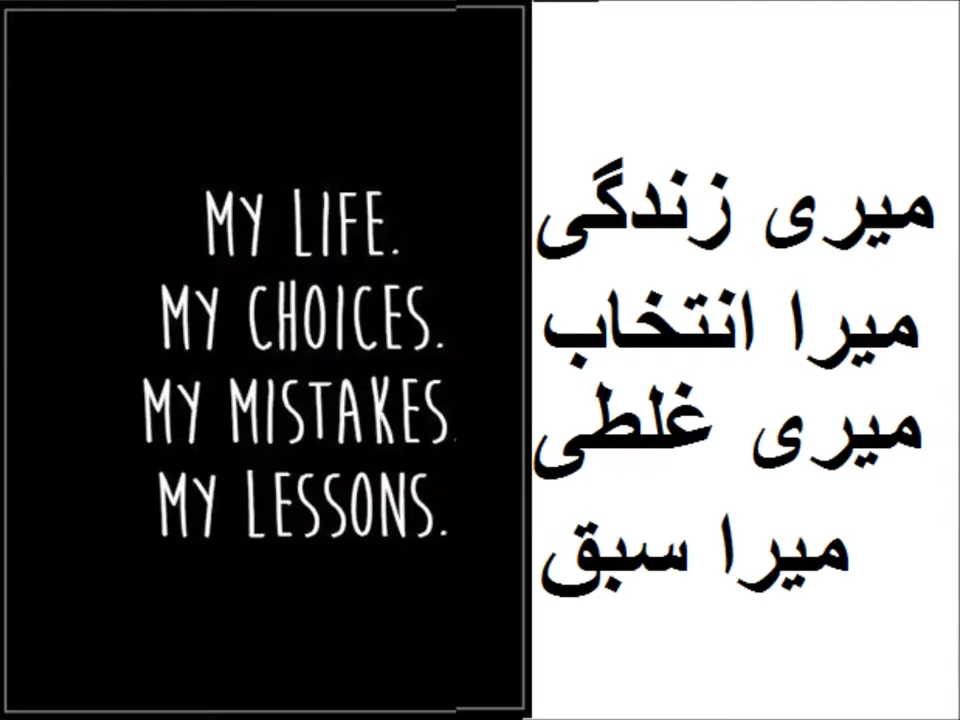 MY LIFE.
MY CHOICES.
MY MISTAKES.
MY LESSONS.
میری زندگی
میرا انتخاب
میری غلطی
میرا سبق